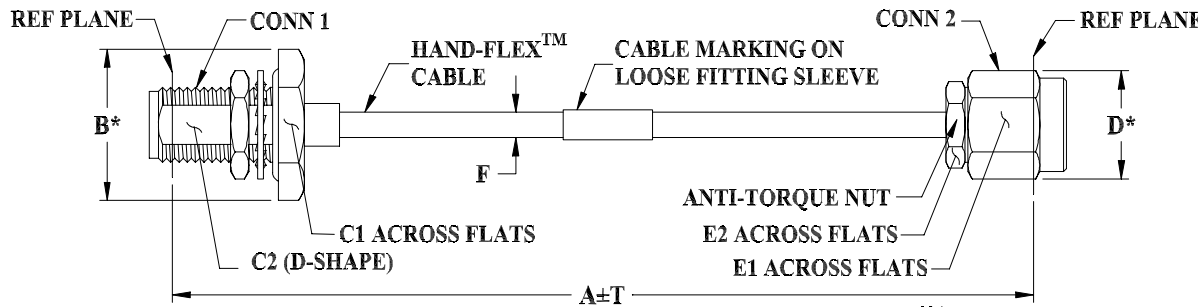 REF PLANE
CONN 1
HAND-FLEX™
CABLE
CABLE MARKING ON
LOOSE FITTING SLEEVE
CONN 2
REF PLANE
B*
D*
F
ANTI-TORQUE NUT
C1 ACROSS FLATS
E2 ACROSS FLATS
C2 (D-SHAPE)
E1 ACROSS FLATS
A±T